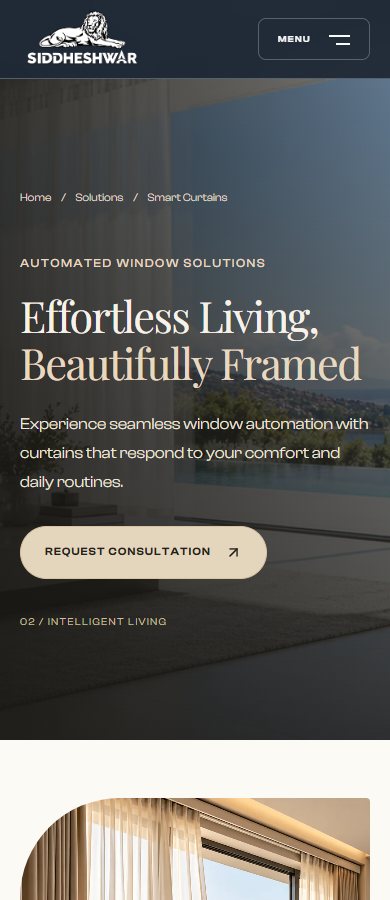 SIDDHESHWAR
MENU
Home / Solutions / Smart Curtains
AUTOMATED WINDOW SOLUTIONS
Effortless Living,
Beautifully Framed
Experience seamless window automation with
curtains that respond to your comfort and
daily routines.
REQUEST CONSULTATION
02 / INTELLIGENT LIVING